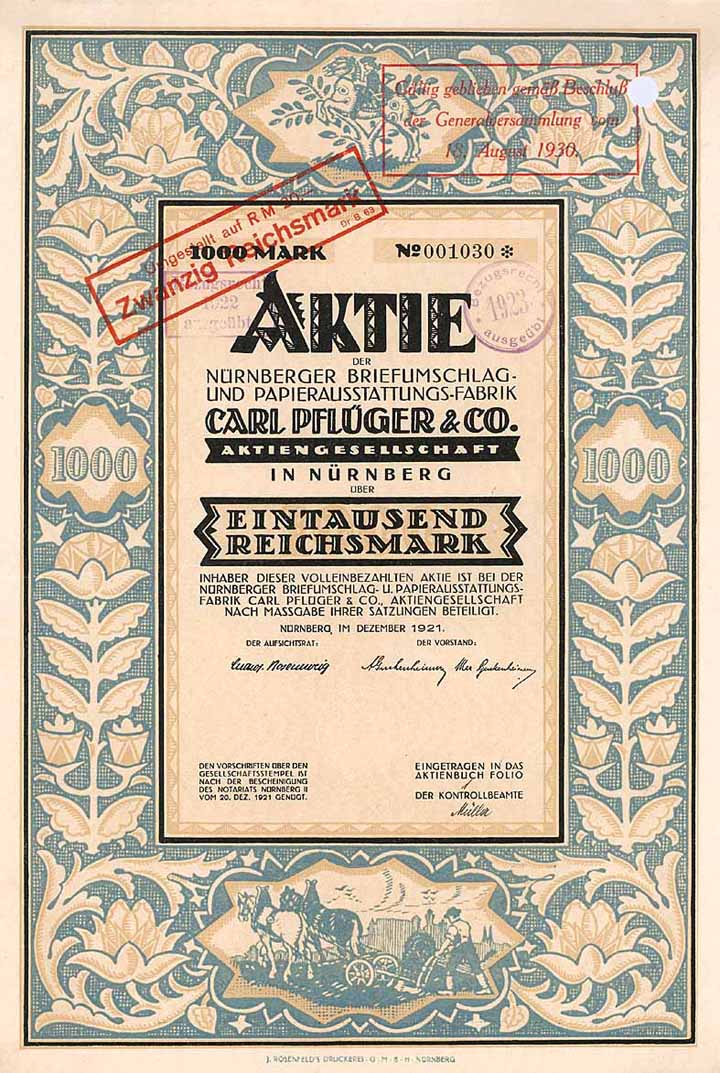 Gültig geblieben gemäß Beschluß
der Generalversammlung vom
18. August 1930.
Umgestellt auf RM 20,-
Zwanzig Reichsmark
Dr. B. 63
1000 MARK
№ 001030 *
Bezugsrecht
1922
ausgeübt
Bezugsrecht
1923
ausgeübt
AKTIE
DER
NÜRNBERGER BRIEFUMSCHLAG-
UND PAPIERAUSSTATTUNGS-FABRIK
CARL PFLÜGER & CO.
AKTIENGESELLSCHAFT
IN NÜRNBERG
ÜBER
1000
1000
EINTAUSEND
REICHSMARK
INHABER DIESER VOLLEINBEZAHLTEN AKTIE IST BEI DER
NÜRNBERGER BRIEFUMSCHLAG- U. PAPIERAUSSTATTUNGS-
FABRIK CARL PFLÜGER & CO., AKTIENGESELLSCHAFT
NACH MASSGABE IHRER SATZUNGEN BETEILIGT.
NÜRNBERG, IM DEZEMBER 1921.
DER AUFSICHTSRAT:
DER VORSTAND:
DEN VORSCHRIFTEN ÜBER DEN
GESELLSCHAFTSSTEMPEL IST
NACH DER BESCHEINIGUNG
DES NOTARIATS NÜRNBERG II
VOM 20. DEZ. 1921 GENÜGT.
EINGETRAGEN IN DAS
AKTIENBUCH FOLIO
DER KONTROLLBEAMTE
Müller
J. ROSENFELD'S DRUCKEREI · G · M · B · H · NÜRNBERG